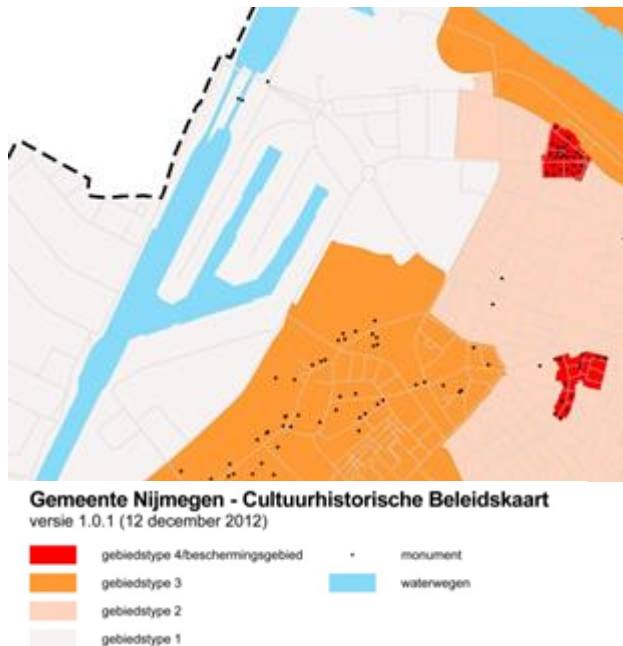 Gemeente Nijmegen - Cultuurhistorische Beleidskaart
versie 1.0.1 (12 december 2012)
gebiedstype 4/beschermingsgebied
monument
gebiedstype 3
waterwegen
gebiedstype 2
gebiedstype 1